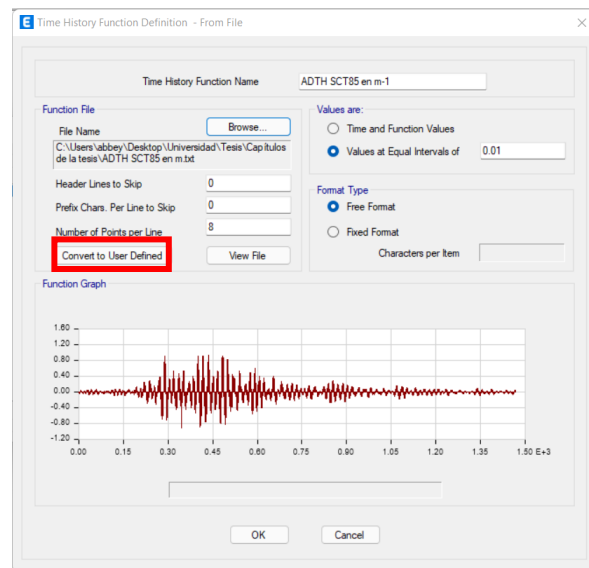 E Time History Function Definition - From File
Time History Function Name ADTH SCT85 en m-1
Function File
File Name Browse...
C:\Users\abbey\Desktop\Universidad\Tesis\Capítulos
de la tesis\ADTH SCT85 en m.txt
Header Lines to Skip 0
Prefix Chars. Per Line to Skip 0
Number of Points per Line 8
Convert to User Defined View File
Values are:
Time and Function Values
Values at Equal Intervals of 0.01
Format Type
Free Format
Fixed Format
Characters per Item
Function Graph
1.60
1.20
0.80
0.40
0.00
-0.40
-0.80
-1.20
0.00 0.15 0.30 0.45 0.60 0.75 0.90 1.05 1.20 1.35 1.50 E+3
OK Cancel